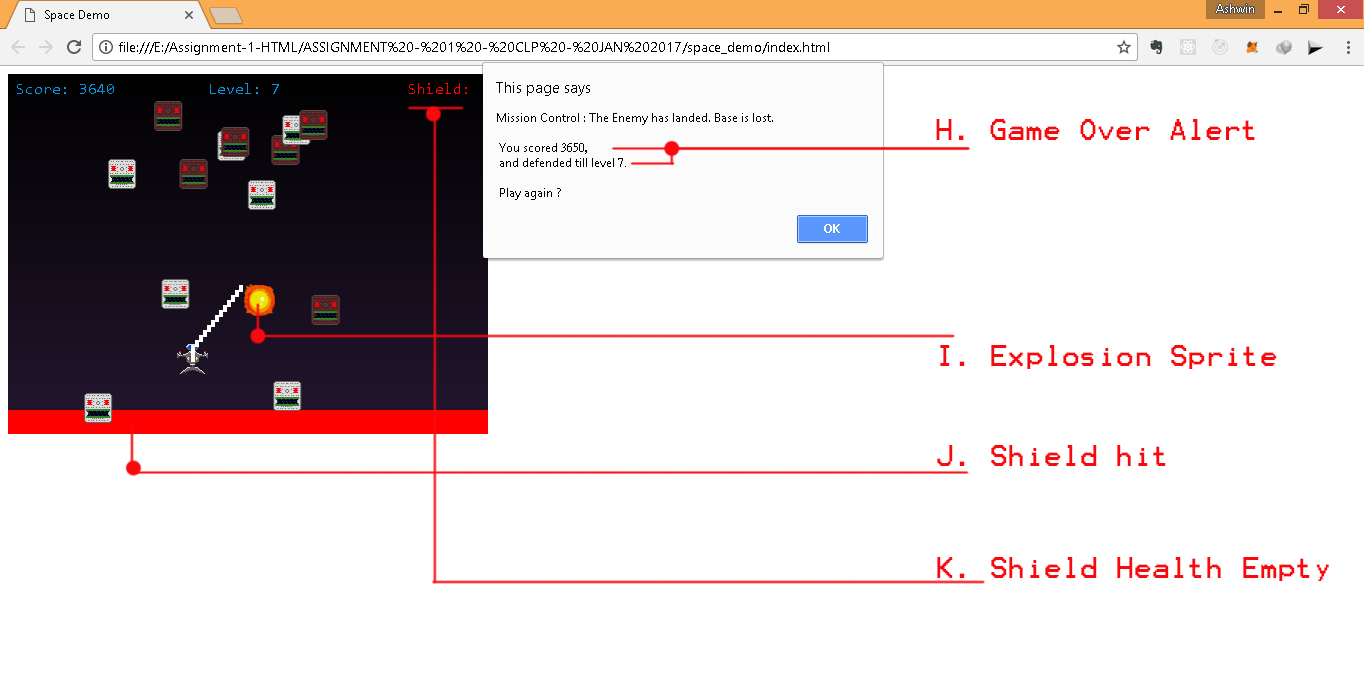 Space Demo
Ashwin
file:///E:/Assignment-1-HTML/ASSIGNMENT%20-%201%20-%20CLP%20-%20JAN%202017/space_demo/index.html
Score: 3640 Level: 7 Shield:
This page says
Mission Control : The Enemy has landed. Base is lost.
You scored 3650,
and defended till level 7.
Play again ?
OK
H. Game Over Alert
I. Explosion Sprite
J. Shield hit
K. Shield Health Empty